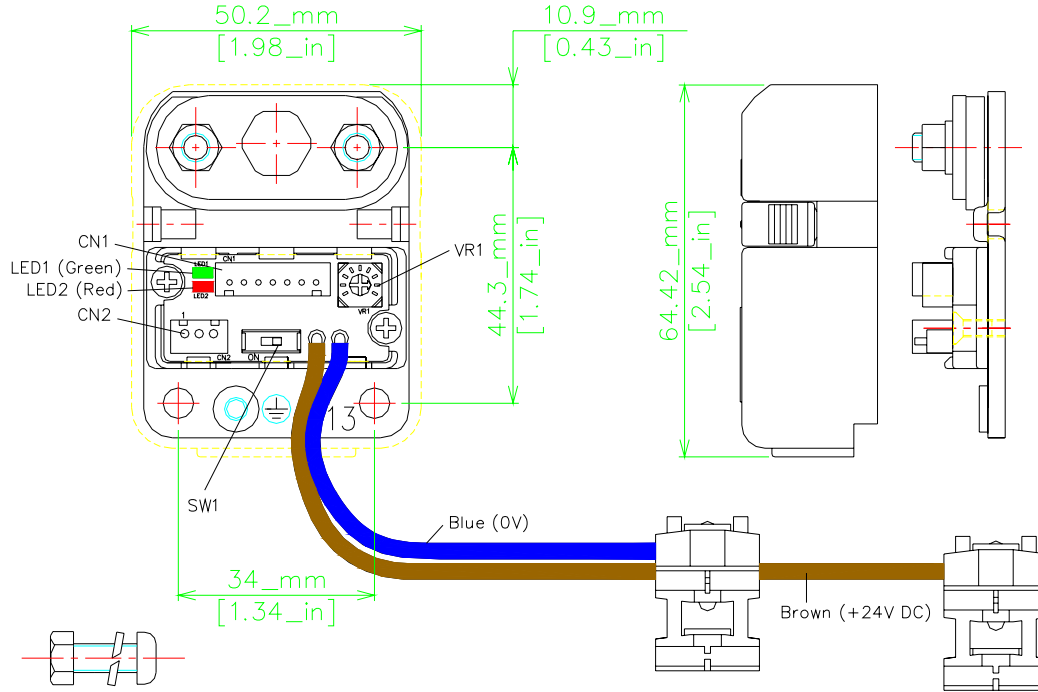 50.2_mm
[1.98_in]
10.9_mm
[0.43_in]
CN1
LED1 (Green)
LED2 (Red)
CN2
LED1
CN1
LED2
VR1
VR1
1
CN2
ON
44.3_mm
[1.74_in]
64.42_mm
[2.54_in]
13
SW1
Blue (0V)
34_mm
[1.34_in]
Brown (+24V DC)